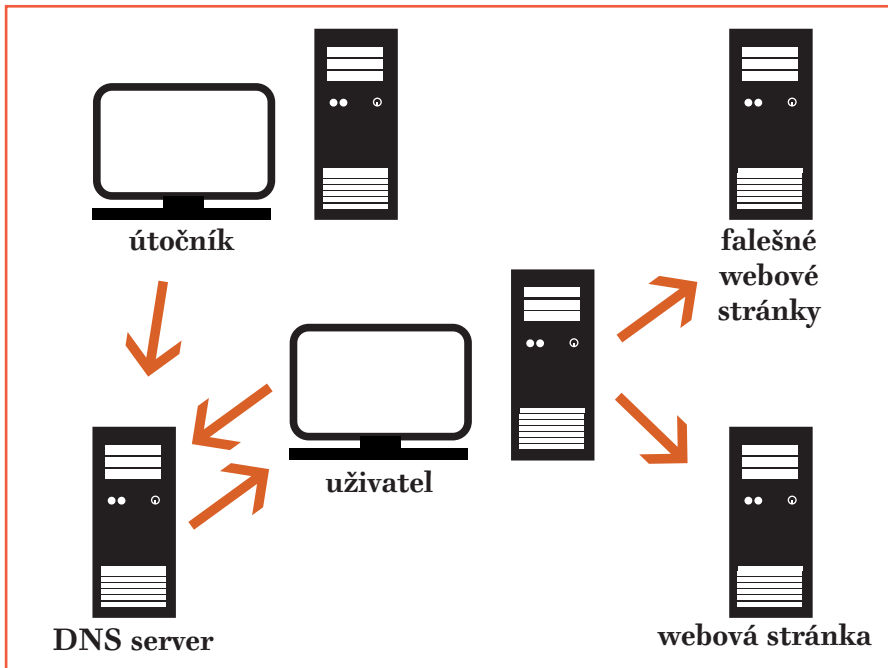 útočník
falešné
webové
stránky
uživatel
DNS server
webová stránka